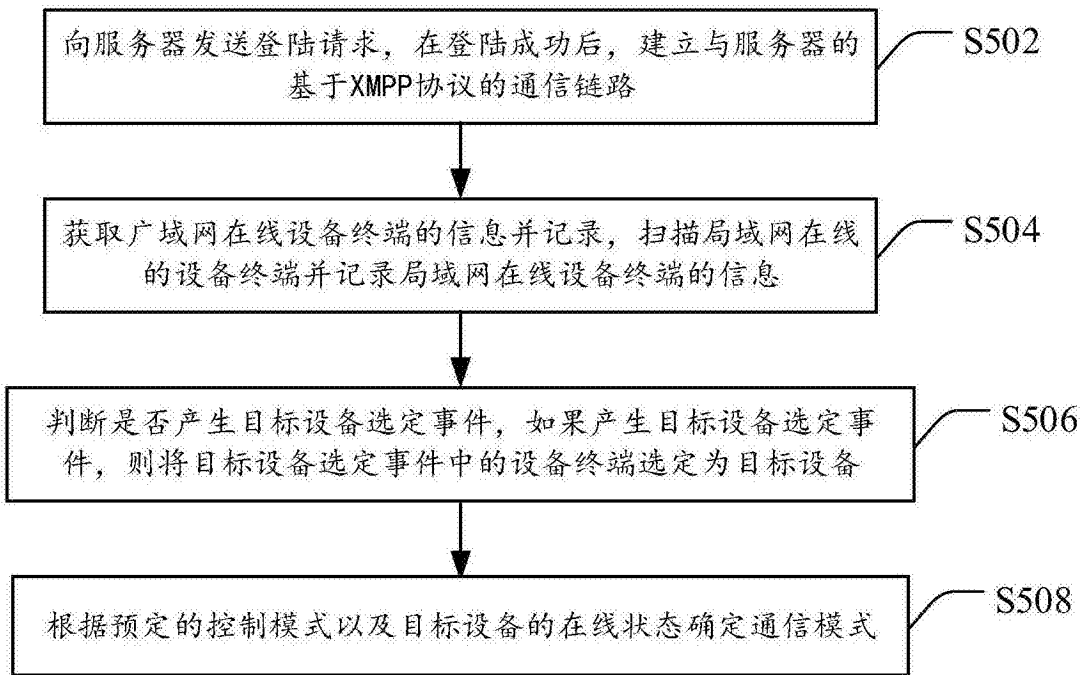 向服务器发送登陆请求，在登陆成功后，建立与服务器的
基于XMPP协议的通信链路
S502
获取广域网在线设备终端的信息并记录，扫描局域网在线
的设备终端并记录局域网在线设备终端的信息
S504
判断是否产生目标设备选定事件，如果产生目标设备选定事
件，则将目标设备选定事件中的设备终端选定为目标设备
S506
根据预定的控制模式以及目标设备的在线状态确定通信模式
S508